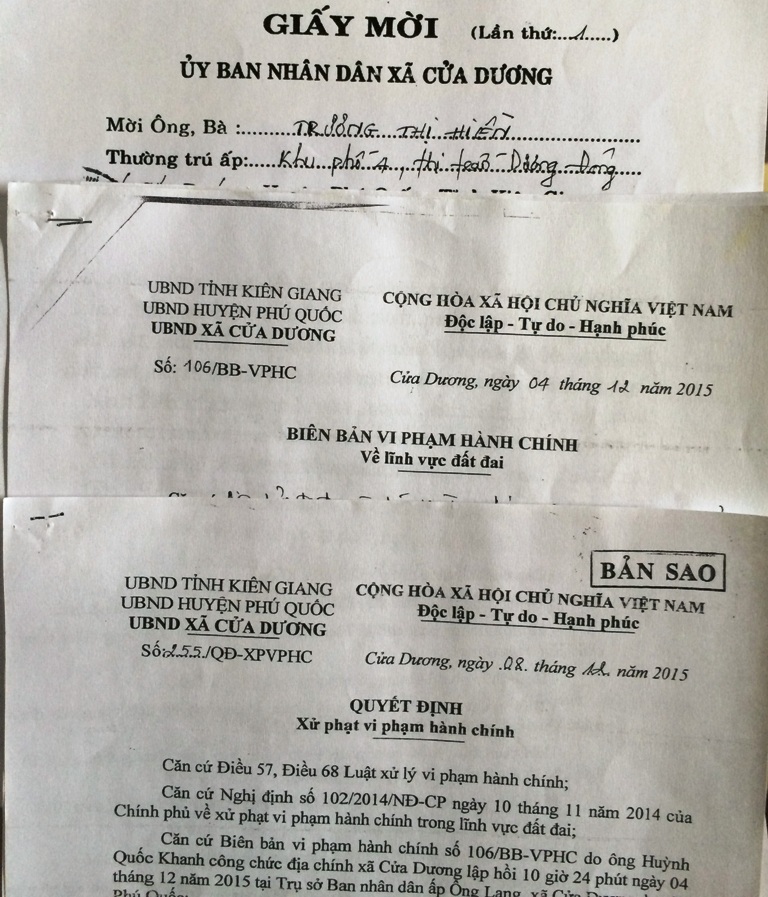 GIẤY MỜI (Lần thứ:...1.....)
ỦY BAN NHÂN DÂN XÃ CỬA DƯƠNG
Mời Ông, Bà :.......TRƯƠNG THỊ HIỀN
Thường trú ấp:....Khu phố 1, thị trấn Dương Đông
UBND TỈNH KIÊN GIANG
UBND HUYỆN PHÚ QUỐC
UBND XÃ CỬA DƯƠNG
CỘNG HÒA XÃ HỘI CHỦ NGHĨA VIỆT NAM
Độc lập - Tự do - Hạnh phúc
Số: 106/BB-VPHC
Cửa Dương, ngày 04 tháng 12 năm 2015
BIÊN BẢN VI PHẠM HÀNH CHÍNH
Về lĩnh vực đất đai
BẢN SAO
UBND TỈNH KIÊN GIANG
UBND HUYỆN PHÚ QUỐC
UBND XÃ CỬA DƯƠNG
CỘNG HÒA XÃ HỘI CHỦ NGHĨA VIỆT NAM
Độc lập - Tự do - Hạnh phúc
Số:255./QĐ-XPVPHC
Cửa Dương, ngày .08. tháng 12. năm 2015
QUYẾT ĐỊNH
Xử phạt vi phạm hành chính
Căn cứ Điều 57, Điều 68 Luật xử lý vi phạm hành chính;
Căn cứ Nghị định số 102/2014/NĐ-CP ngày 10 tháng 11 năm 2014 của
Chính phủ về xử phạt vi phạm hành chính trong lĩnh vực đất đai;
Căn cứ Biên bản vi phạm hành chính số 106/BB-VPHC do ông Huỳnh
Quốc Khanh công chức địa chính xã Cửa Dương lập hồi 10 giờ 24 phút ngày 04
tháng 12 năm 2015 tại Trụ sở Ban nhân dân ấp Ông Lang, xã Cửa Dương
Phú Quốc;